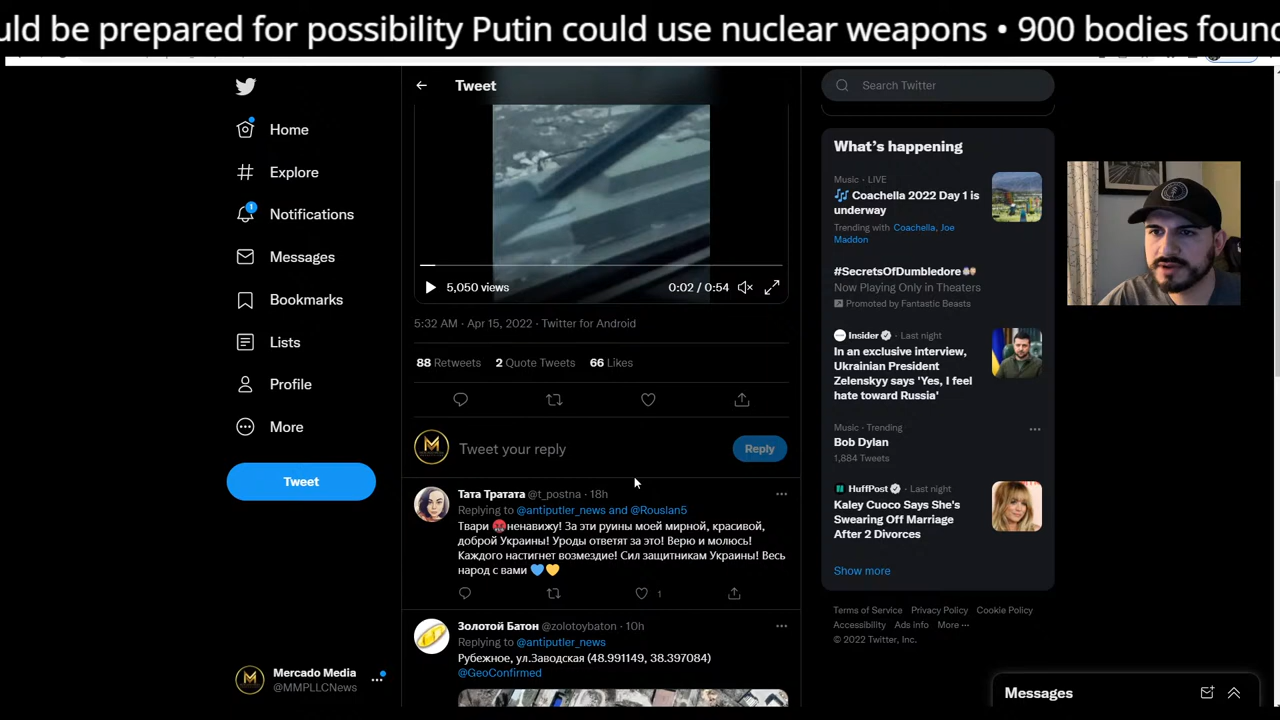 uld be prepared for possibility Putin could use nuclear weapons • 900 bodies found
Home
Explore
1
Notifications
Messages
Bookmarks
Lists
Profile
More
Tweet
Mercado Media
@MMPLLCNews
Tweet
5,050 views
0:02 / 0:54
5:32 AM · Apr 15, 2022 · Twitter for Android
88 Retweets 2 Quote Tweets 66 Likes
Tweet your reply
Reply
Тата Тратата @t_postna · 18h
Replying to @antiputler_news and @Rouslan5
Твари 🤬ненавижу! За эти руины моей мирной, красивой,
доброй Украины! Уроды ответят за это! Верю и молюсь!
Каждого настигнет возмездие! Сил защитникам Украины! Весь
народ с вами 💙💛
1
Золотой Батон @zolotoybaton · 10h
Replying to @antiputler_news
Рубежное, ул.Заводская (48.991149, 38.397084)
@GeoConfirmed
Search Twitter
What's happening
Music · LIVE
🎶 Coachella 2022 Day 1 is
underway
Trending with Coachella, Joe
Maddon
#SecretsOfDumbledore
Now Playing Only in Theaters
Promoted by Fantastic Beasts
Insider · Last night
In an exclusive interview,
Ukrainian President
Zelenskyy says 'Yes, I feel
hate toward Russia'
Music · Trending
Bob Dylan
1,884 Tweets
HuffPost · Last night
Kaley Cuoco Says She's
Swearing Off Marriage
After 2 Divorces
Show more
Terms of Service Privacy Policy Cookie Policy
Accessibility Ads info More ···
© 2022 Twitter, Inc.
Messages